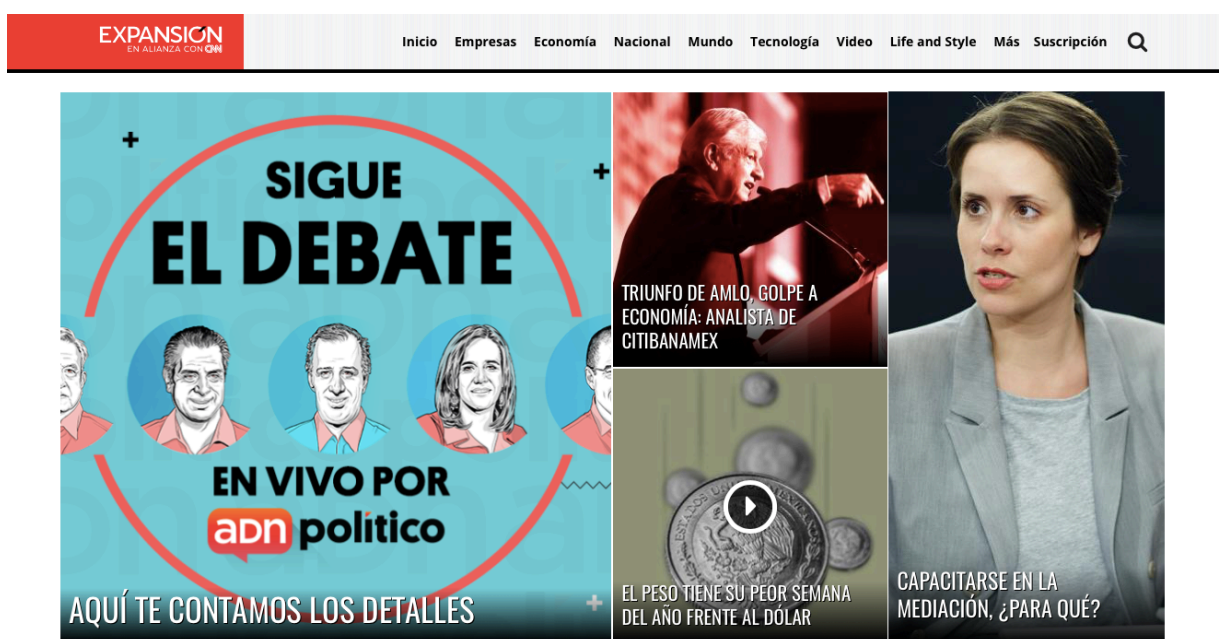 EXPANSIÓN
EN ALIANZA CON CNN
Inicio Empresas Economía Nacional Mundo Tecnología Video Life and Style Más Suscripción
SIGUE
EL DEBATE
EN VIVO POR
adn político
AQUÍ TE CONTAMOS LOS DETALLES
TRIUNFO DE AMLO, GOLPE A
ECONOMÍA: ANALISTA DE
CITIBANAMEX
EL PESO TIENE SU PEOR SEMANA
DEL AÑO FRENTE AL DÓLAR
CAPACITARSE EN LA
MEDIACIÓN, ¿PARA QUÉ?